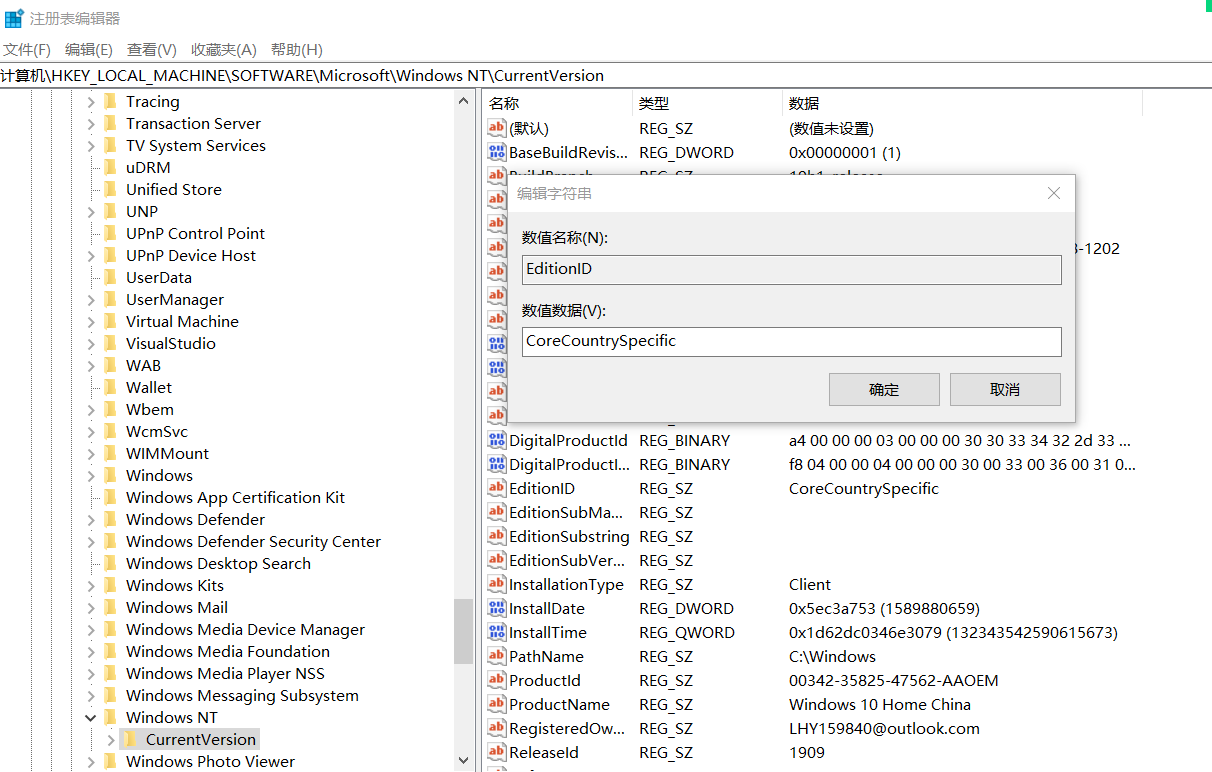 注册表编辑器
文件(F) 编辑(E) 查看(V) 收藏夹(A) 帮助(H)
计算机\HKEY_LOCAL_MACHINE\SOFTWARE\Microsoft\Windows NT\CurrentVersion
Tracing
Transaction Server
TV System Services
uDRM
Unified Store
UNP
UPnP Control Point
UPnP Device Host
UserData
UserManager
Virtual Machine
VisualStudio
WAB
Wallet
Wbem
WcmSvc
WIMMount
Windows
Windows App Certification Kit
Windows Defender
Windows Defender Security Center
Windows Desktop Search
Windows Kits
Windows Mail
Windows Media Device Manager
Windows Media Foundation
Windows Media Player NSS
Windows Messaging Subsystem
Windows NT
CurrentVersion
Windows Photo Viewer
名称 类型 数据
(默认) REG_SZ (数值未设置)
BaseBuildRevis... REG_DWORD 0x00000001 (1)
BuildBranch REG_SZ 19h1_release
-1202
编辑字符串
数值名称(N):
EditionID
数值数据(V):
CoreCountrySpecific
确定 取消
DigitalProductId REG_BINARY a4 00 00 00 03 00 00 00 30 30 33 34 32 2d 33 ...
DigitalProductI... REG_BINARY f8 04 00 00 04 00 00 00 30 00 33 00 36 00 31 0...
EditionID REG_SZ CoreCountrySpecific
EditionSubMa... REG_SZ
EditionSubstring REG_SZ
EditionSubVer... REG_SZ
InstallationType REG_SZ Client
InstallDate REG_DWORD 0x5ec3a753 (1589880659)
InstallTime REG_QWORD 0x1d62dc0346e3079 (132343542590615673)
PathName REG_SZ C:\Windows
ProductId REG_SZ 00342-35825-47562-AAOEM
ProductName REG_SZ Windows 10 Home China
RegisteredOw... REG_SZ LHY159840@outlook.com
ReleaseId REG_SZ 1909